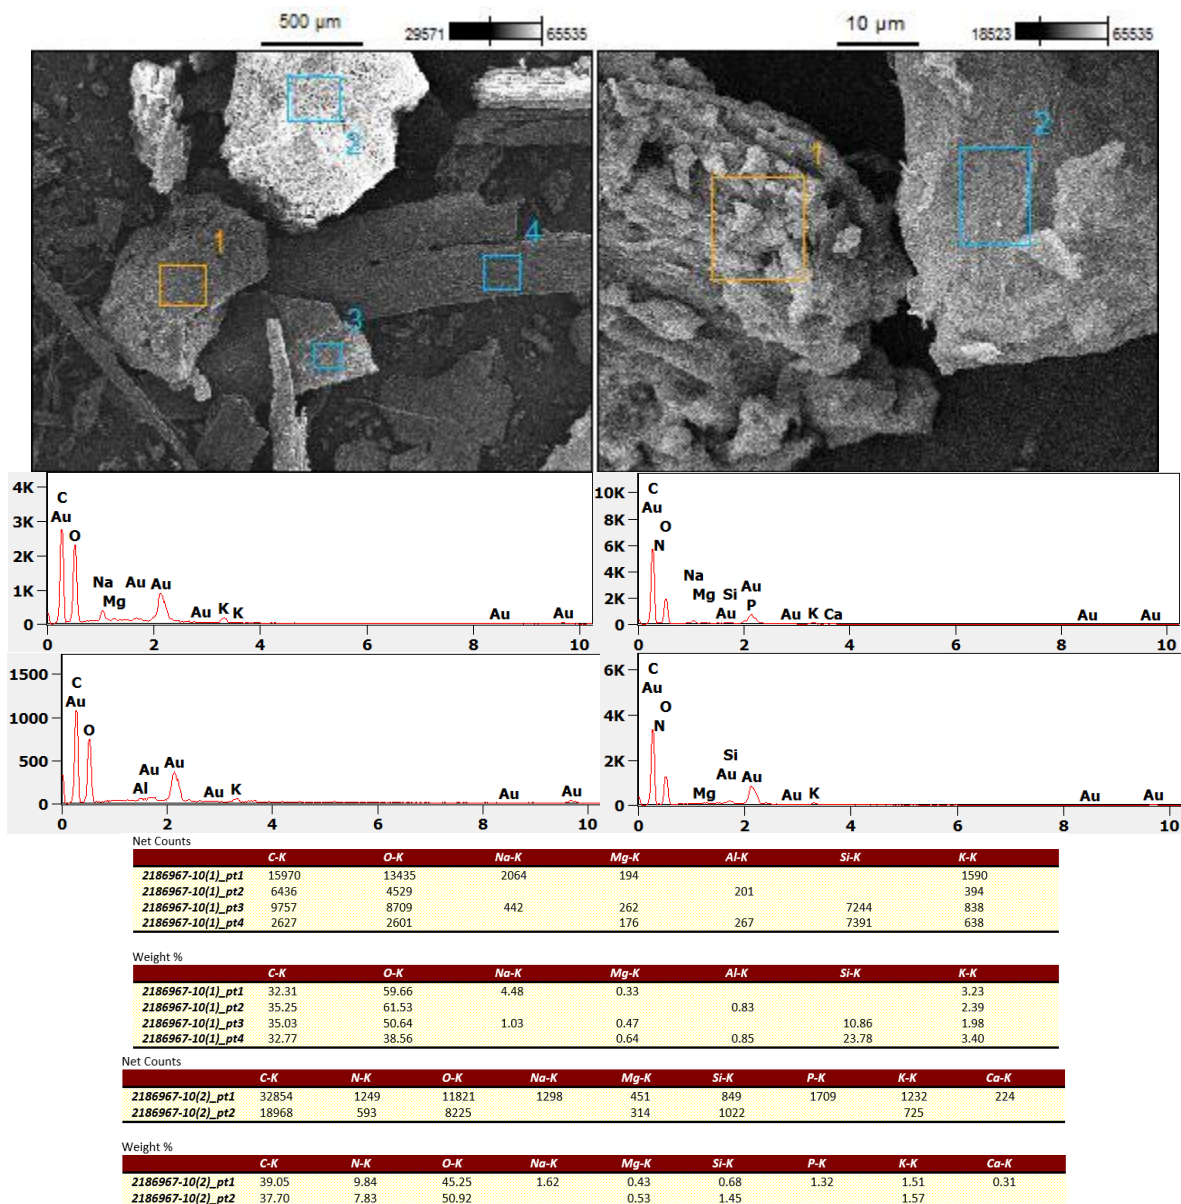 500 µm 29571 65535
10 µm 18523 65535
1
2
3
4
1
2
4K
3K
2K
1K
0
C
Au
O
Na
Mg
Au
Au
Au
K
K
Au
Au
0 2 4 6 8 10
10K
8K
6K
4K
2K
0
C
Au
O
N
Na
Mg
Si
Au
Au
P
Au
K
Ca
Au
Au
0 2 4 6 8 10
1500
1000
500
0
C
Au
O
Al
Au
Au
Au
K
Au
Au
0 2 4 6 8 10
6K
4K
2K
0
C
Au
O
N
Mg
Si
Au
Au
Au
K
Au
Au
0 2 4 6 8 10
Net Counts
C-K O-K Na-K Mg-K Al-K Si-K K-K
2186967-10(1)_pt1 15970 13435 2064 194 1590
2186967-10(1)_pt2 6436 4529 201 394
2186967-10(1)_pt3 9757 8709 442 262 7244 838
2186967-10(1)_pt4 2627 2601 176 267 7391 638
Weight %
C-K O-K Na-K Mg-K Al-K Si-K K-K
2186967-10(1)_pt1 32.31 59.66 4.48 0.33 3.23
2186967-10(1)_pt2 35.25 61.53 0.83 2.39
2186967-10(1)_pt3 35.03 50.64 1.03 0.47 10.86 1.98
2186967-10(1)_pt4 32.77 38.56 0.64 0.85 23.78 3.40
Net Counts
C-K N-K O-K Na-K Mg-K Si-K P-K K-K Ca-K
2186967-10(2)_pt1 32854 1249 11821 1298 451 849 1709 1232 224
2186967-10(2)_pt2 18968 593 8225 314 1022 725
Weight %
C-K N-K O-K Na-K Mg-K Si-K P-K K-K Ca-K
2186967-10(2)_pt1 39.05 9.84 45.25 1.62 0.43 0.68 1.32 1.51 0.31
2186967-10(2)_pt2 37.70 7.83 50.92 0.53 1.45 1.57